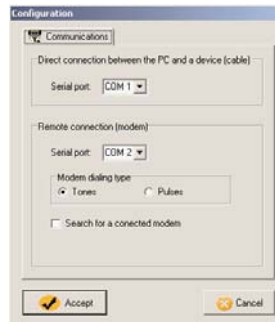 Configuration
Communications
Direct connection between the PC and a device (cable)
Serial port: COM 1
Remote connection (modem)
Serial port: COM 2
Modem dialing type
Tones Pulses
Search for a conected modem
Accept Cancel